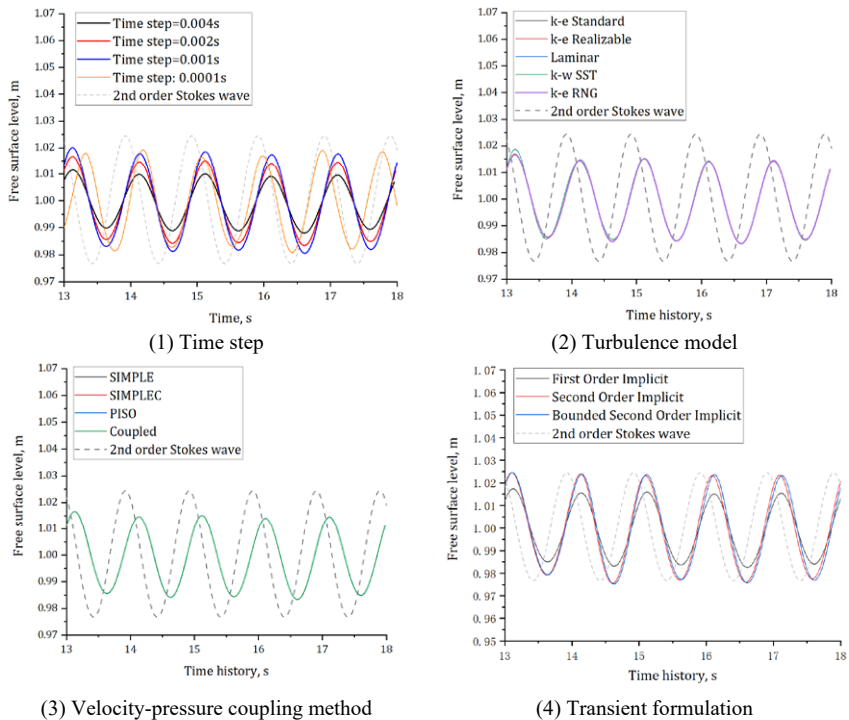 1.07
1.06
1.05
1.04
1.03
1.02
1.01
1.00
0.99
0.98
0.97
Free surface level, m
Time step=0.004s
Time step=0.002s
Time step=0.001s
Time step: 0.0001s
2nd order Stokes wave
13 14 15 16 17 18
Time, s
(1) Time step
1.07
1.06
1.05
1.04
1.03
1.02
1.01
1.00
0.99
0.98
0.97
Free surface level, m
k-e Standard
k-e Realizable
Laminar
k-w SST
k-e RNG
2nd order Stokes wave
13 14 15 16 17 18
Time history, s
(2) Turbulence model
1.07
1.06
1.05
1.04
1.03
1.02
1.01
1.00
0.99
0.98
0.97
Free surface level, m
SIMPLE
SIMPLEC
PISO
Coupled
2nd order Stokes wave
13 14 15 16 17 18
Time history, s
(3) Velocity-pressure coupling method
1. 07
1. 06
1. 05
1. 04
1. 03
1. 02
1. 01
1. 00
0. 99
0. 98
0. 97
0. 96
0. 95
Free surface level, m
First Order Implicit
Second Order Implicit
Bounded Second Order Implicit
2nd order Stokes wave
13 14 15 16 17 18
Time history, s
(4) Transient formulation